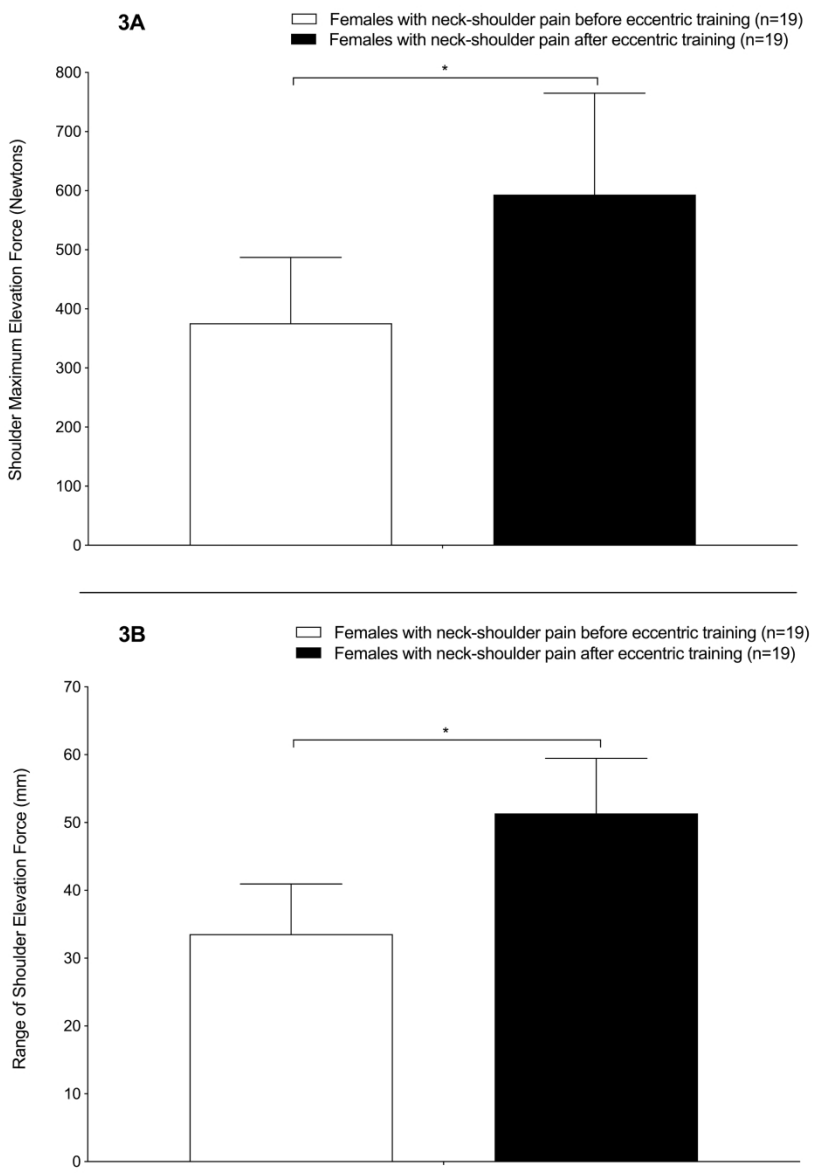 3A
Females with neck-shoulder pain before eccentric training (n=19)
Females with neck-shoulder pain after eccentric training (n=19)
Shoulder Maximum Elevation Force (Newtons)
800
700
600
500
400
300
200
100
0
*
3B
Females with neck-shoulder pain before eccentric training (n=19)
Females with neck-shoulder pain after eccentric training (n=19)
Range of Shoulder Elevation Force (mm)
70
60
50
40
30
20
10
0
*